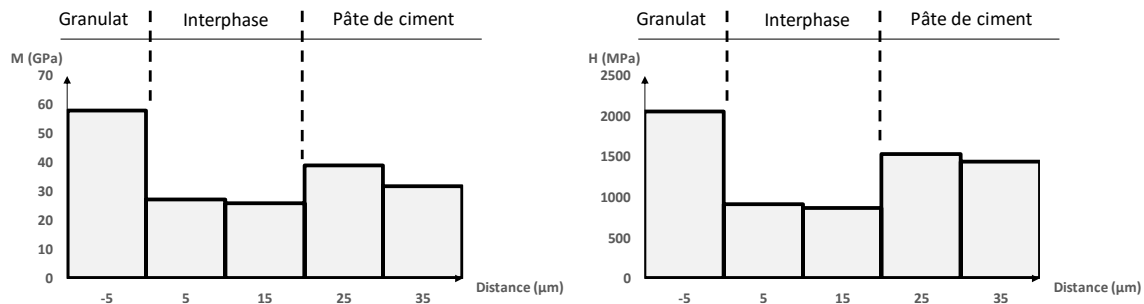 Granulat Interphase Pâte de ciment
M (GPa)
70
60
50
40
30
20
10
0
-5 5 15 25 35
Distance (µm)
Granulat Interphase Pâte de ciment
H (MPa)
2500
2000
1500
1000
500
0
-5 5 15 25 35
Distance (µm)